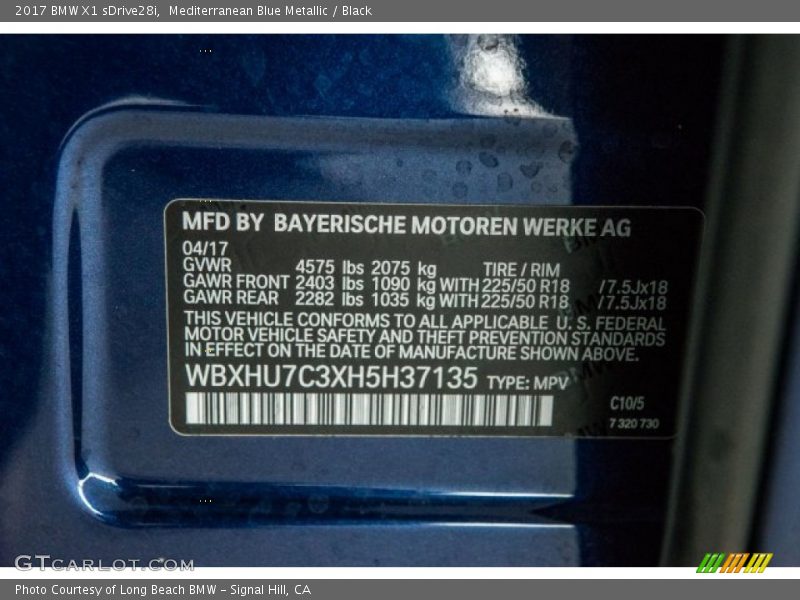 2017 BMW X1 sDrive28i, Mediterranean Blue Metallic / Black
MFD BY BAYERISCHE MOTOREN WERKE AG
04/17
GVWR 4575 lbs 2075 kg TIRE / RIM
GAWR FRONT 2403 lbs 1090 kg WITH 225/50 R18 /7.5Jx18
GAWR REAR 2282 lbs 1035 kg WITH 225/50 R18 /7.5Jx18
THIS VEHICLE CONFORMS TO ALL APPLICABLE U. S. FEDERAL
MOTOR VEHICLE SAFETY AND THEFT PREVENTION STANDARDS
IN EFFECT ON THE DATE OF MANUFACTURE SHOWN ABOVE.
WBXHU7C3XH5H37135 TYPE: MPV
C10/5
7 320 730
GTCARLOT.COM
Photo Courtesy of Long Beach BMW - Signal Hill, CA